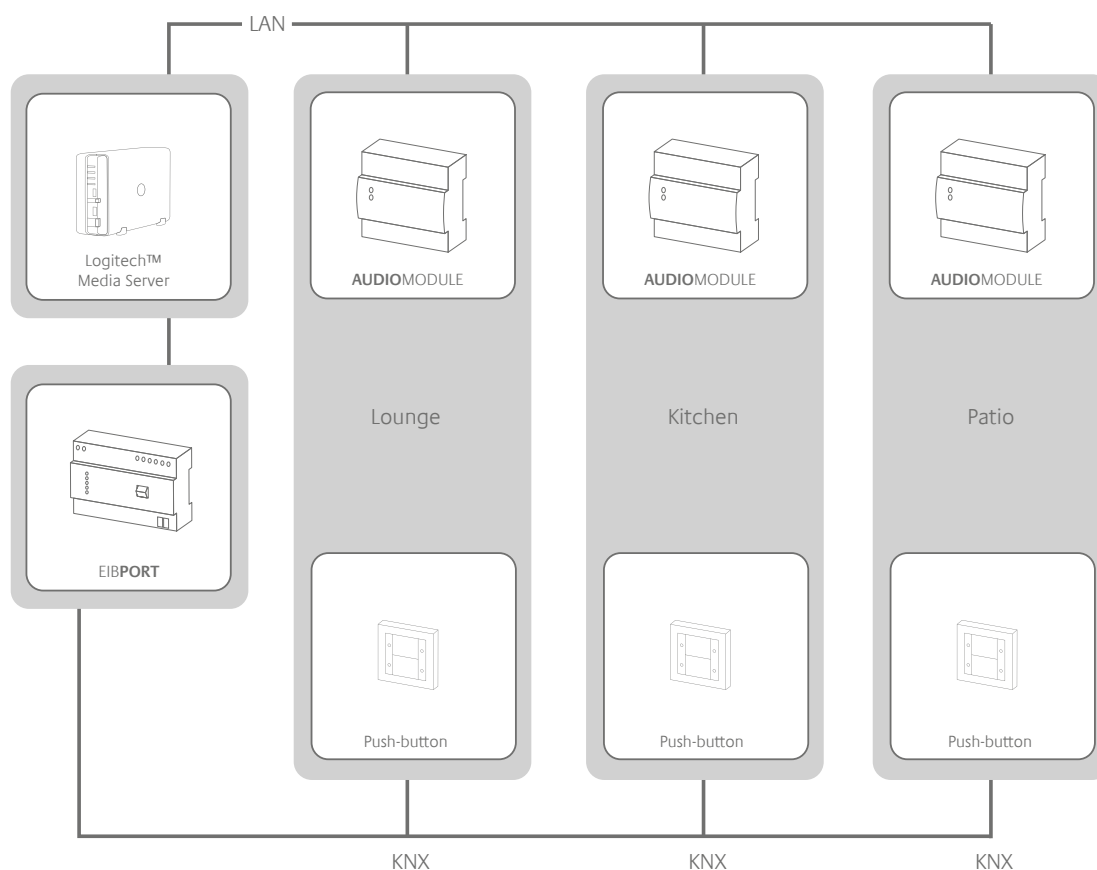 LAN
Logitech™
Media Server
AUDIOMODULE
AUDIOMODULE
AUDIOMODULE
EIBPORT
Lounge
Kitchen
Patio
Push-button
Push-button
Push-button
KNX
KNX
KNX